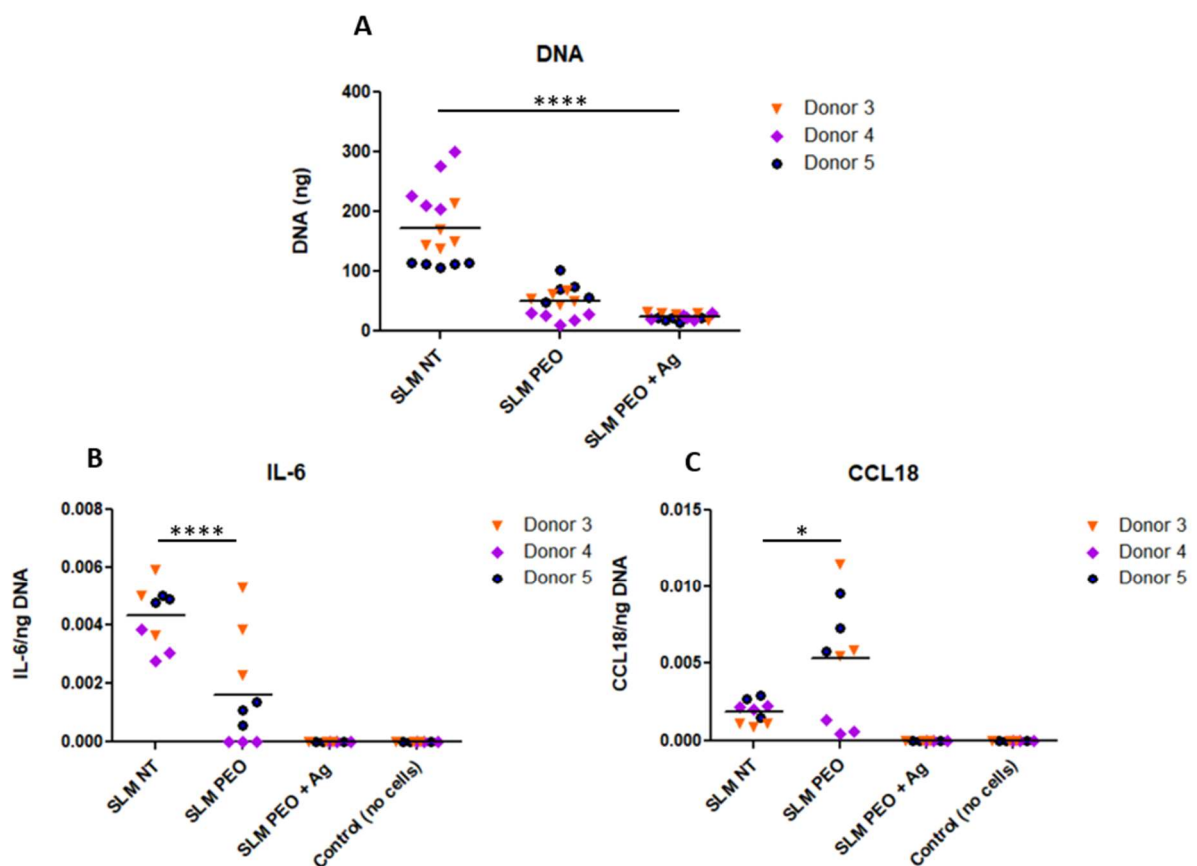 A
DNA
400
300
200
100
0
DNA (ng)
****
SLM NT
SLM PEO
SLM PEO + Ag
Donor 3
Donor 4
Donor 5
B
IL-6
0.008
0.006
0.004
0.002
0.000
IL-6/ng DNA
****
SLM NT
SLM PEO
SLM PEO + Ag
Control (no cells)
Donor 3
Donor 4
Donor 5
C
CCL18
0.015
0.010
0.005
0.000
CCL18/ng DNA
*
SLM NT
SLM PEO
SLM PEO + Ag
Control (no cells)
Donor 3
Donor 4
Donor 5